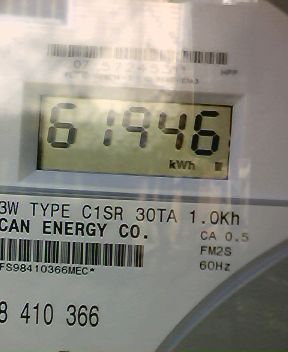 61946
kWh
3W TYPE C1SR 30TA 1.0Kh
CAN ENERGY CO.
CA 0.5
FM2S
60Hz
FS98410366MEC*
8 410 366